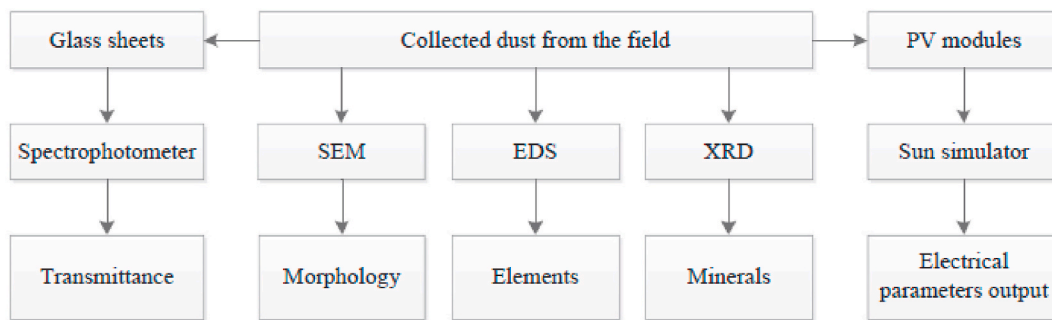 Glass sheets
Collected dust from the field
PV modules
Spectrophotometer
SEM
EDS
XRD
Sun simulator
Transmittance
Morphology
Elements
Minerals
Electrical
parameters output